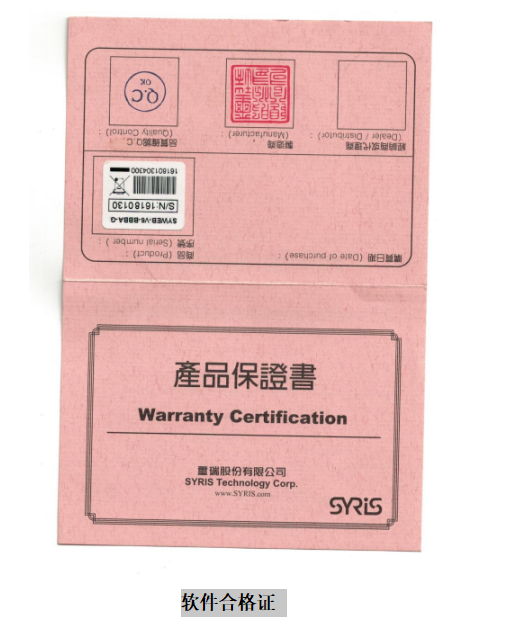 購買日期 (Date of purchase) :
商品 (Product) :
序號 (Serial number) :
SYWEB-V6-BBBA-G
S/N:16180130
161801304300
經銷商或代理商
(Dealer / Distributor) :
製造商
(Manufacturer) :
品質確認Q.C
(Quality Control) :
Q.C
OK
產品保證書
Warranty Certification
璽瑞股份有限公司
SYRIS Technology Corp.
www.SYRIS.com
SYRiS
软件合格证